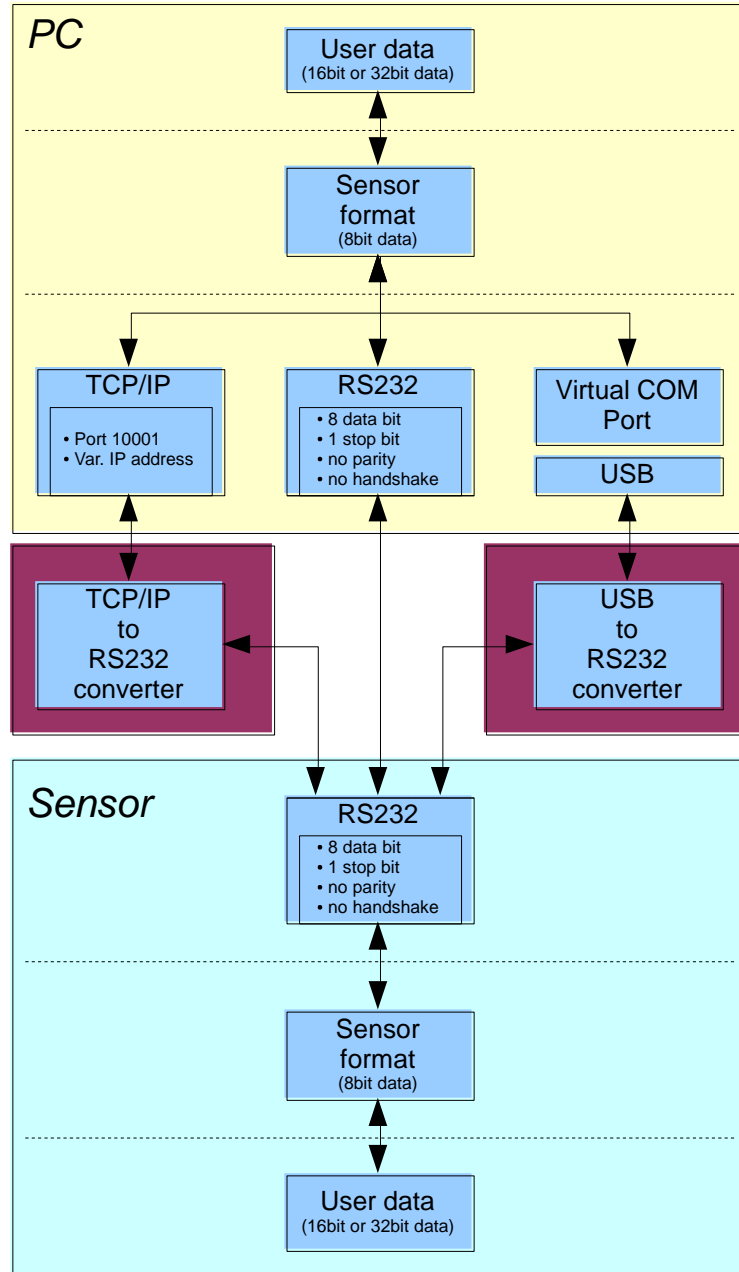 PC
User data
(16bit or 32bit data)
Sensor
format
(8bit data)
TCP/IP
• Port 10001
• Var. IP address
RS232
• 8 data bit
• 1 stop bit
• no parity
• no handshake
Virtual COM
Port
USB
TCP/IP
to
RS232
converter
USB
to
RS232
converter
Sensor
RS232
• 8 data bit
• 1 stop bit
• no parity
• no handshake
Sensor
format
(8bit data)
User data
(16bit or 32bit data)